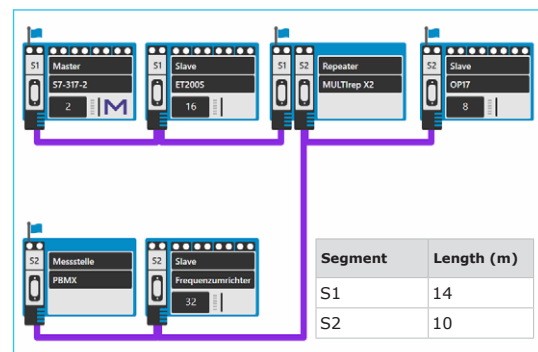 S1
Master
S7-317-2
2
M
S1
Slave
ET200S
16
S1
S2
Repeater
MULTIrep X2
S2
Slave
OP17
8
S2
Messstelle
PBMX
S2
Slave
Frequenzumrichter
32
Segment Length (m)
S1 14
S2 10